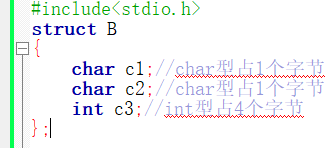 #include<stdio.h>
struct B
{
    char c1;//char型占1个字节
    char c2;//char型占1个字节
    int c3;//int型占4个字节
};